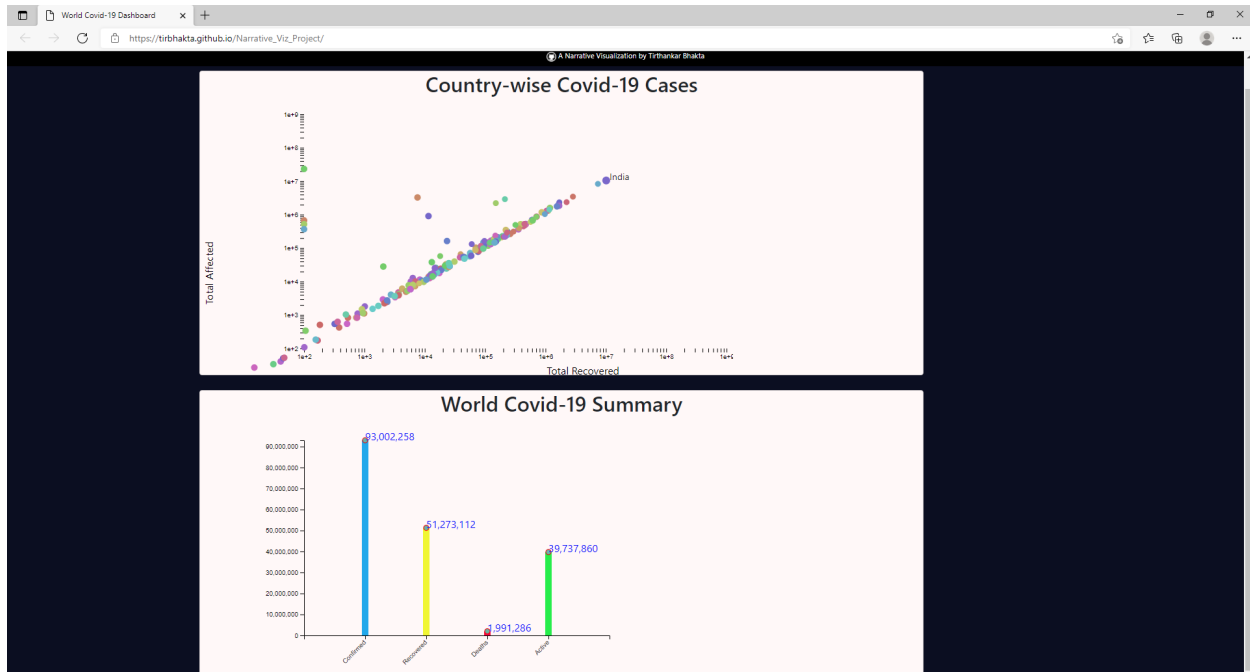 World Covid-19 Dashboard
https://tirbhakta.github.io/Narrative_Viz_Project/
A Narrative Visualization by Tirthankar Bhakta
Country-wise Covid-19 Cases
1e+9
1e+8
1e+7
India
1e+6
1e+5
Total Affected
1e+4
1e+3
1e+2
1e+2 1e+3 1e+4 1e+5 1e+6 1e+7 1e+8 1e+9
Total Recovered
World Covid-19 Summary
93,002,258
90,000,000
80,000,000
70,000,000
60,000,000
51,273,112
50,000,000
39,737,860
40,000,000
30,000,000
20,000,000
10,000,000
1,991,286
0
Confirmed Recovered Deaths Active